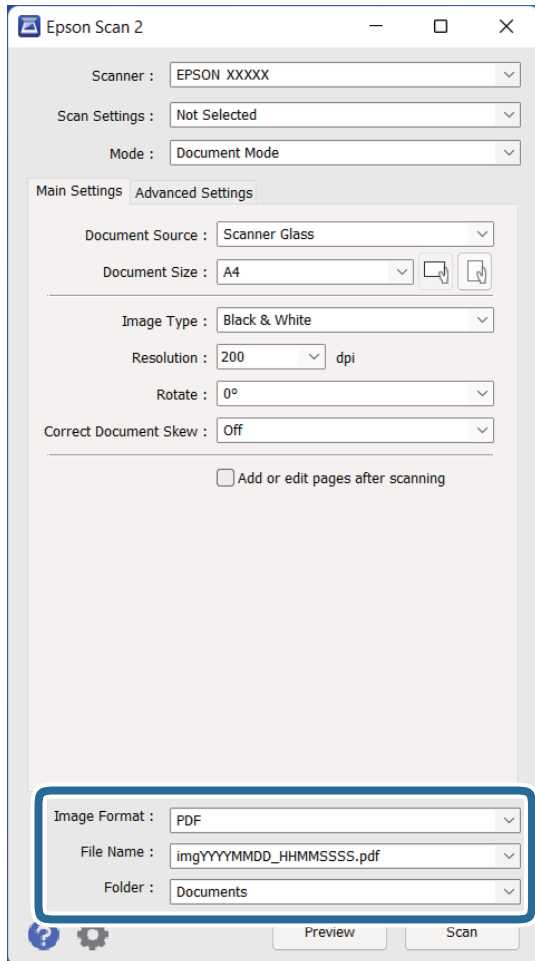 Epson Scan 2
Scanner : EPSON XXXXX
Scan Settings : Not Selected
Mode : Document Mode
Main Settings Advanced Settings
Document Source : Scanner Glass
Document Size : A4
Image Type : Black & White
Resolution : 200 dpi
Rotate : 0°
Correct Document Skew : Off
Add or edit pages after scanning
Image Format : PDF
File Name : imgYYYYMMDD_HHMMSSSS.pdf
Folder : Documents
? Preview Scan